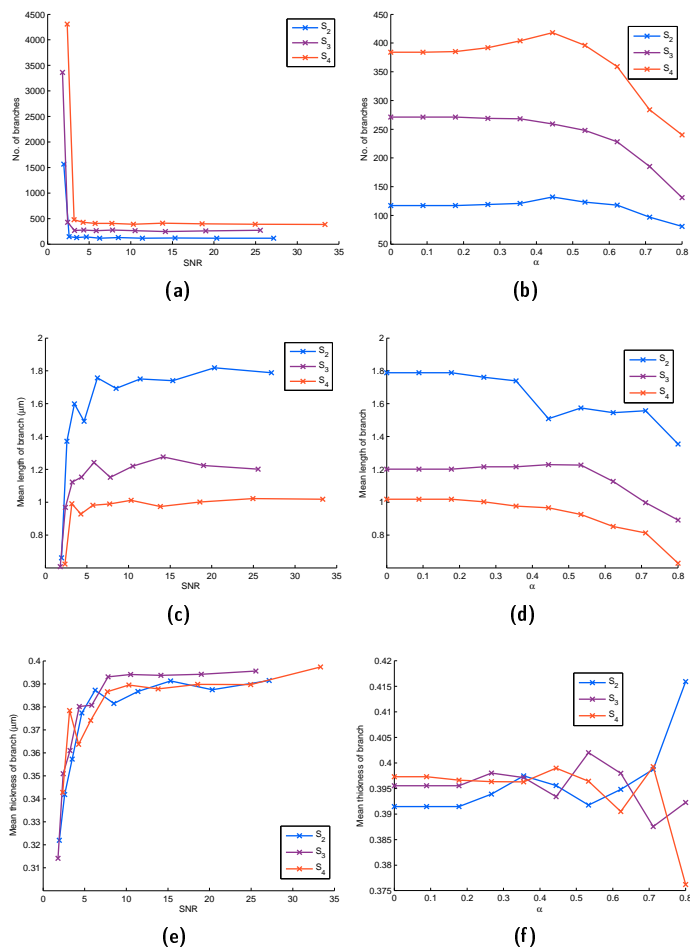 4500
4000
3500
3000
2500
2000
1500
1000
500
0
No. of branches
0 5 10 15 20 25 30 35
SNR
S2
S3
S4
(a)
450
400
350
300
250
200
150
100
50
No. of branches
0 0.1 0.2 0.3 0.4 0.5 0.6 0.7 0.8
α
S2
S3
S4
(b)
2
1.8
1.6
1.4
1.2
1
0.8
Mean length of branch (μm)
0 5 10 15 20 25 30 35
SNR
S2
S3
S4
(c)
2
1.8
1.6
1.4
1.2
1
0.8
Mean length of branch
0 0.1 0.2 0.3 0.4 0.5 0.6 0.7 0.8
α
S2
S3
S4
(d)
0.4
0.39
0.38
0.37
0.36
0.35
0.34
0.33
0.32
0.31
Mean thickness of branch (μm)
0 5 10 15 20 25 30 35
SNR
S2
S3
S4
(e)
0.42
0.415
0.41
0.405
0.4
0.395
0.39
0.385
0.38
0.375
Mean thickness of branch
0 0.1 0.2 0.3 0.4 0.5 0.6 0.7 0.8
α
S2
S3
S4
(f)